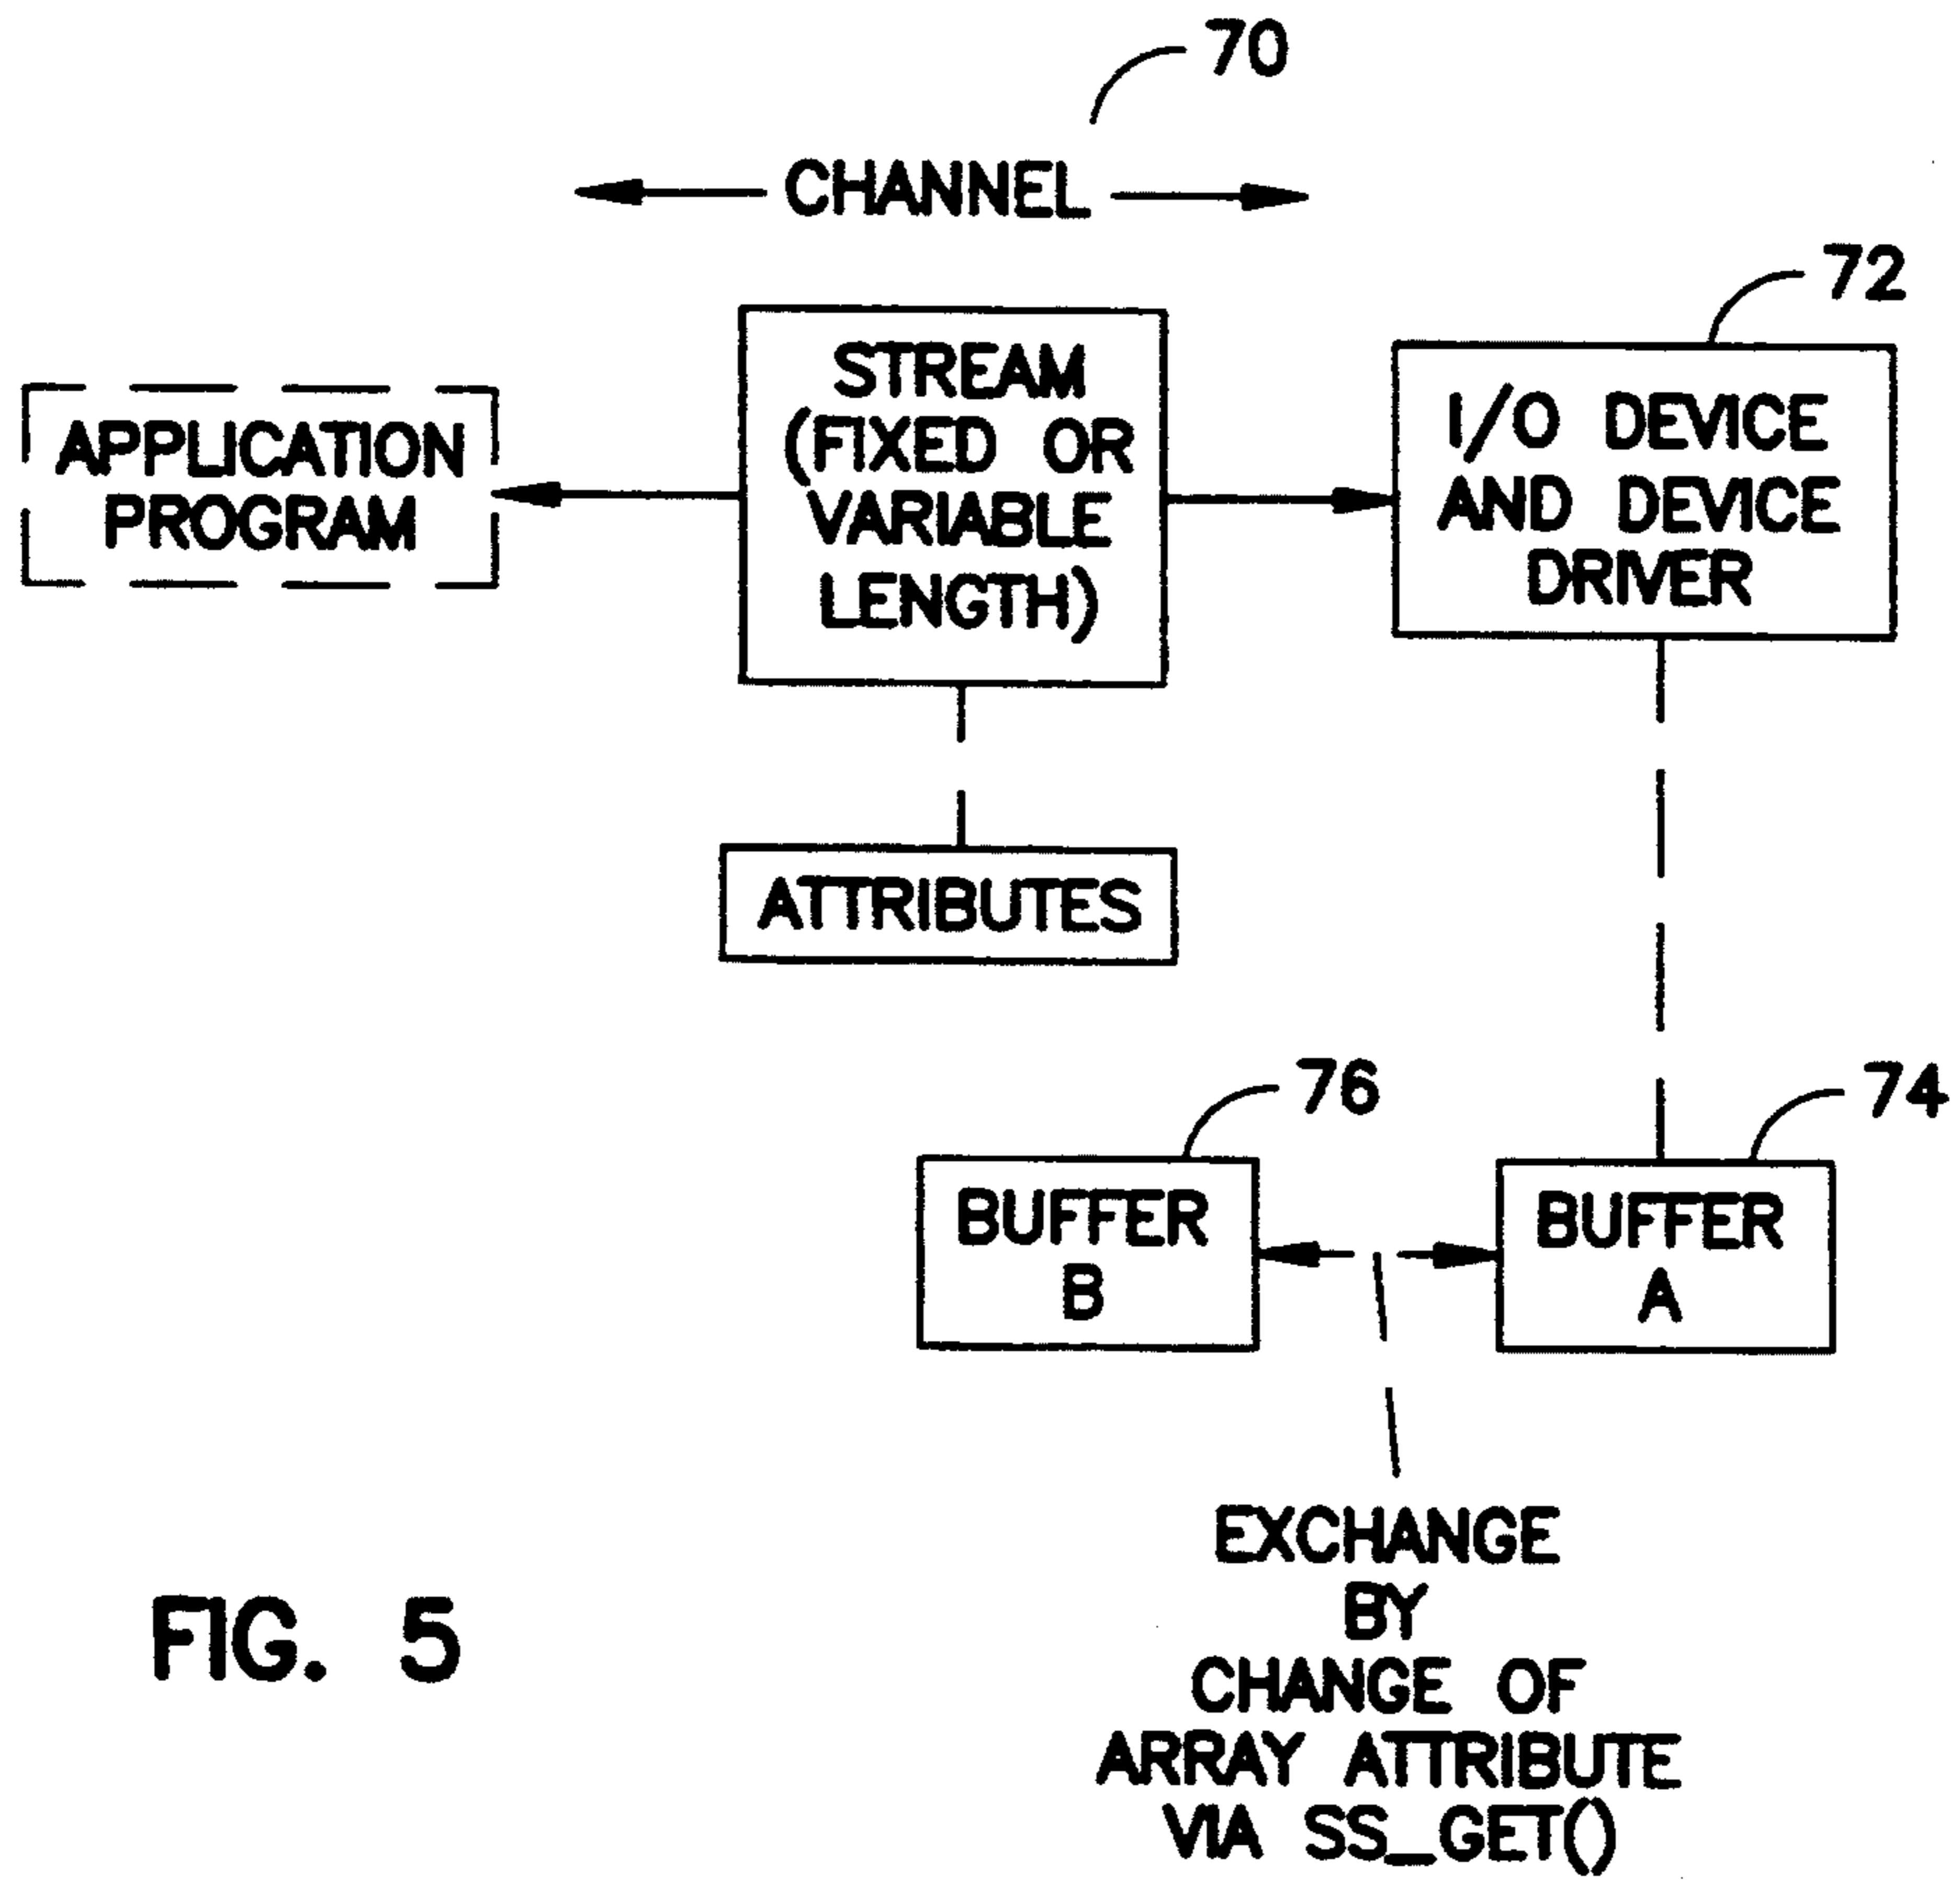 70
CHANNEL
72
STREAM
(FIXED OR
VARIABLE
LENGTH)
I/O DEVICE
AND DEVICE
DRIVER
APPLICATION
PROGRAM
ATTRIBUTES
76
74
BUFFER
B
BUFFER
A
EXCHANGE
BY
CHANGE OF
ARRAY ATTRIBUTE
VIA SS_GET()
FIG. 5